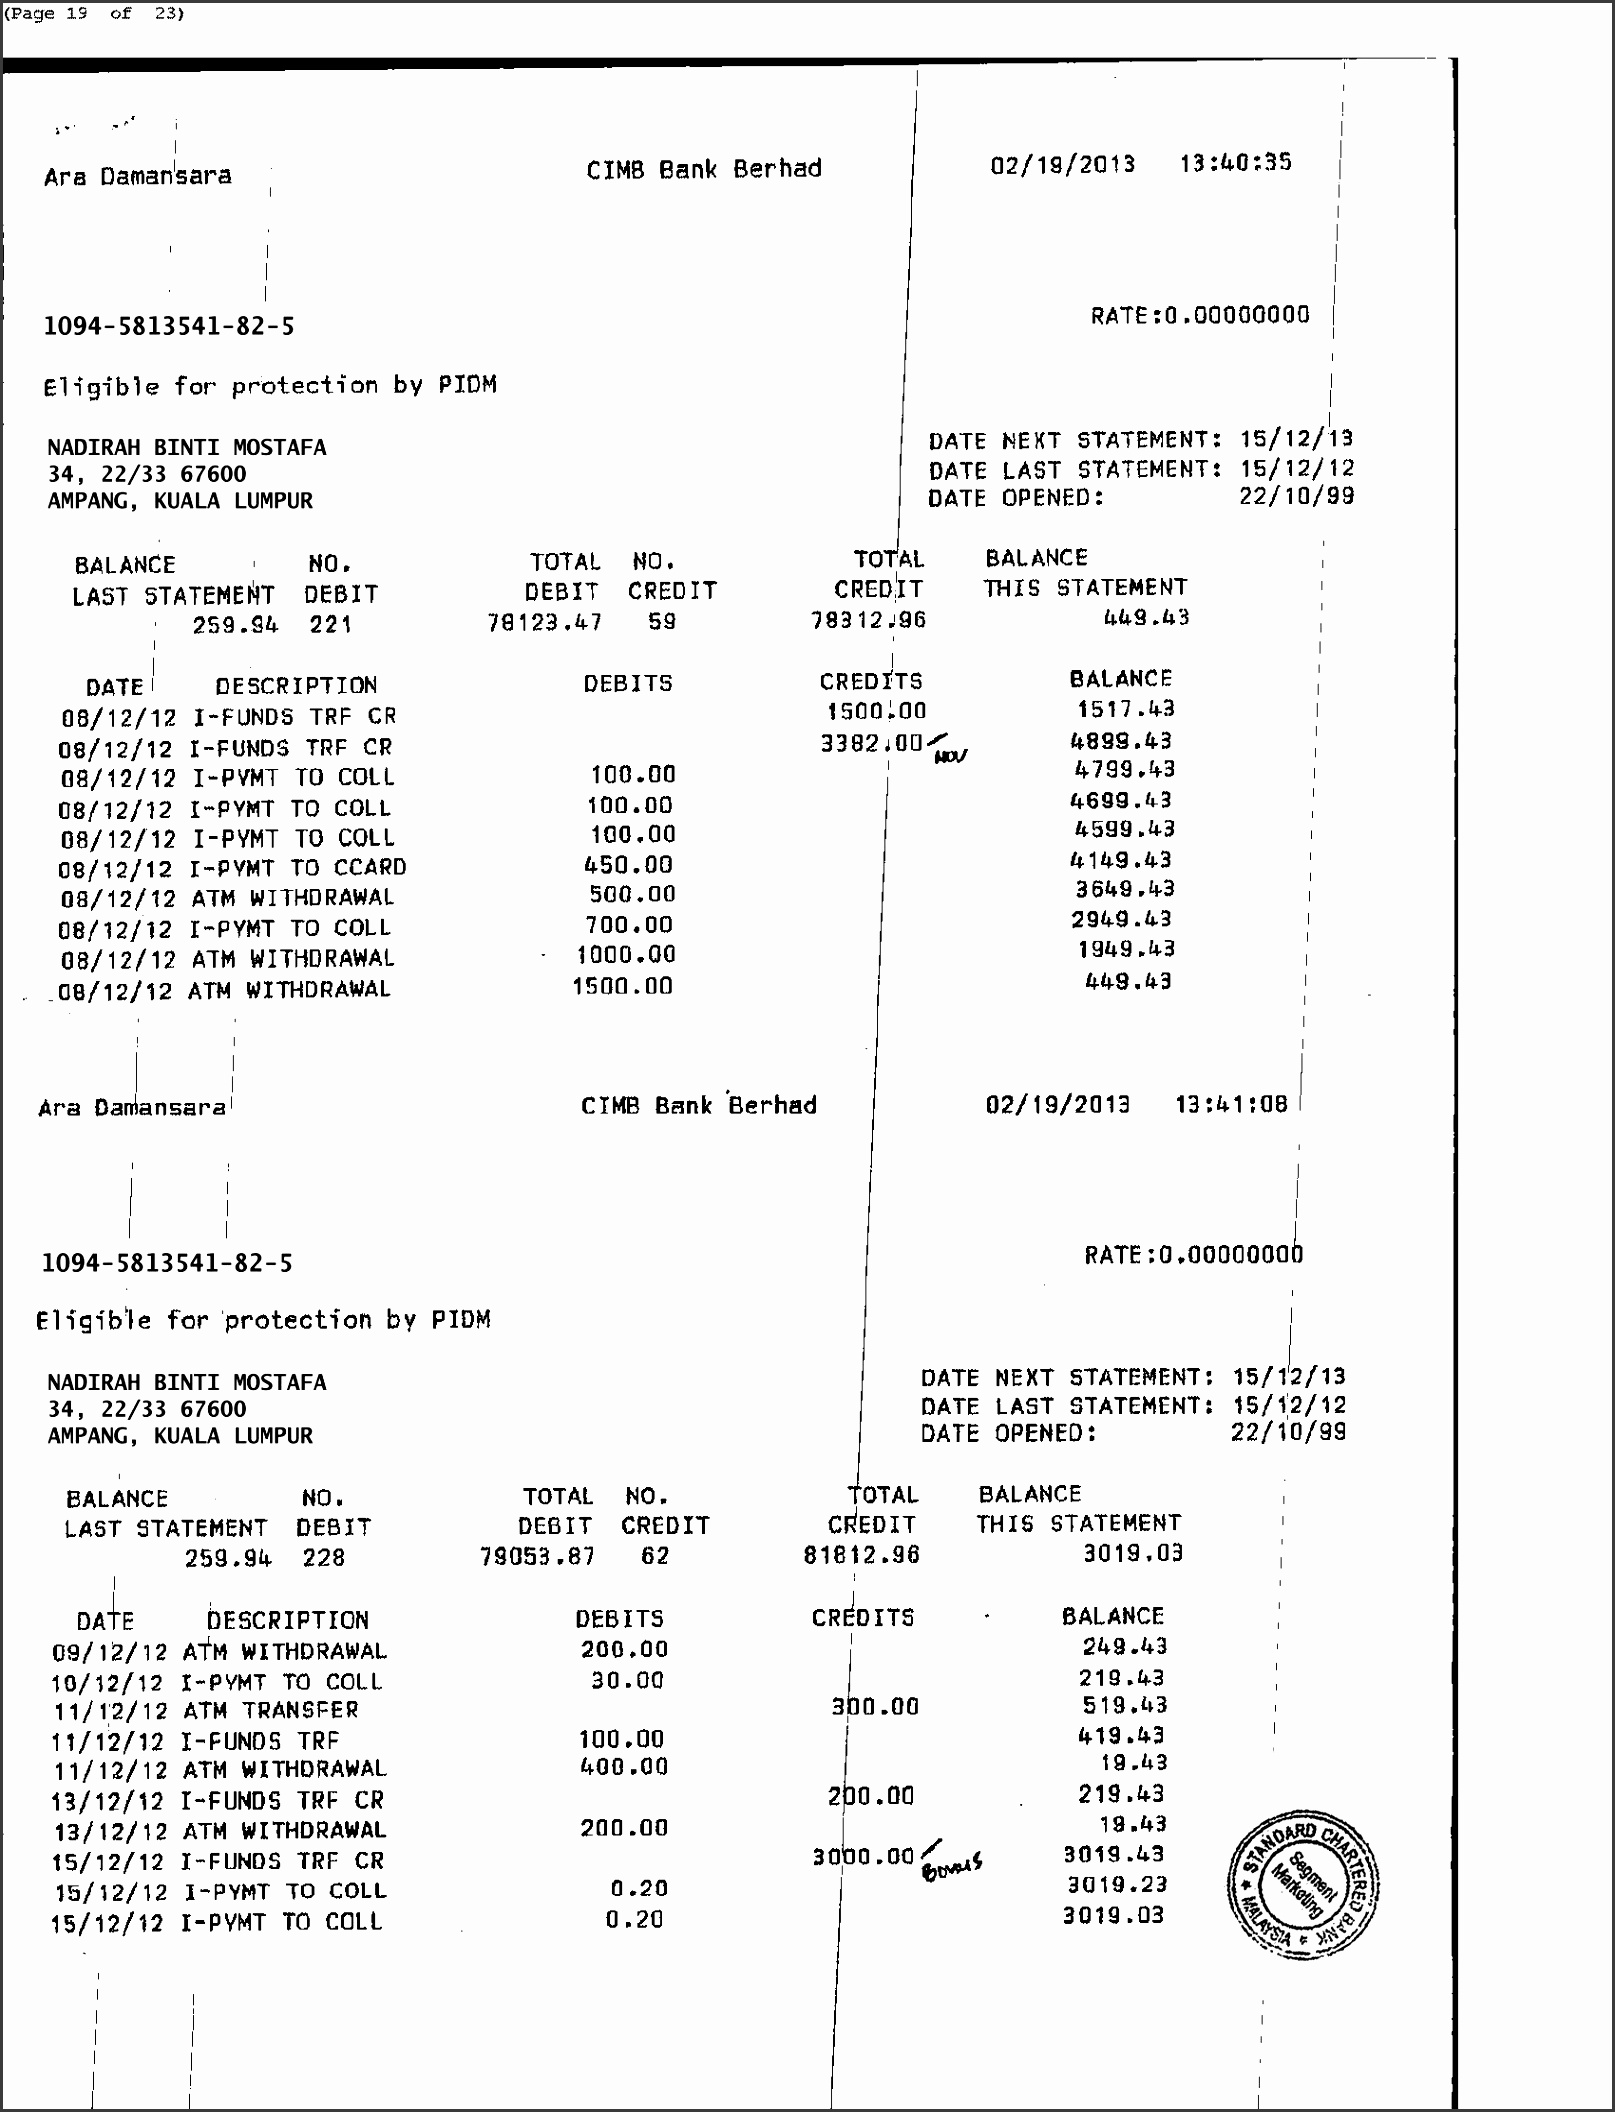 (Page 19 of 23)
Ara Damansara CIMB Bank Berhad 02/19/2013 13:40:35
1094-5813541-82-5 RATE:0.00000000
Eligible for protection by PIDM
NADIRAH BINTI MOSTAFA DATE NEXT STATEMENT: 15/12/13
34, 22/33 67600 DATE LAST STATEMENT: 15/12/12
AMPANG, KUALA LUMPUR DATE OPENED: 22/10/99
BALANCE NO. TOTAL NO. TOTAL BALANCE
LAST STATEMENT DEBIT DEBIT CREDIT CREDIT THIS STATEMENT
259.94 221 78123.47 59 78312.96 449.43
DATE DESCRIPTION DEBITS CREDITS BALANCE
08/12/12 I-FUNDS TRF CR 1500.00 1517.43
08/12/12 I-FUNDS TRF CR 3382.00 NOV 4899.43
08/12/12 I-PYMT TO COLL 100.00 4799.43
08/12/12 I-PYMT TO COLL 100.00 4699.43
08/12/12 I-PYMT TO COLL 100.00 4599.43
08/12/12 I-PYMT TO CCARD 450.00 4149.43
08/12/12 ATM WITHDRAWAL 500.00 3649.43
08/12/12 I-PYMT TO COLL 700.00 2949.43
08/12/12 ATM WITHDRAWAL 1000.00 1949.43
08/12/12 ATM WITHDRAWAL 1500.00 449.43
Ara Damansara CIMB Bank Berhad 02/19/2013 13:41:08
1094-5813541-82-5 RATE:0.00000000
Eligible for protection by PIDM
NADIRAH BINTI MOSTAFA DATE NEXT STATEMENT: 15/12/13
34, 22/33 67600 DATE LAST STATEMENT: 15/12/12
AMPANG, KUALA LUMPUR DATE OPENED: 22/10/99
BALANCE NO. TOTAL NO. TOTAL BALANCE
LAST STATEMENT DEBIT DEBIT CREDIT CREDIT THIS STATEMENT
259.94 228 79053.87 62 81812.96 3019.03
DATE DESCRIPTION DEBITS CREDITS BALANCE
09/12/12 ATM WITHDRAWAL 200.00 249.43
10/12/12 I-PYMT TO COLL 30.00 219.43
11/12/12 ATM TRANSFER 300.00 519.43
11/12/12 I-FUNDS TRF 100.00 419.43
11/12/12 ATM WITHDRAWAL 400.00 19.43
13/12/12 I-FUNDS TRF CR 200.00 219.43
13/12/12 ATM WITHDRAWAL 200.00 19.43
15/12/12 I-FUNDS TRF CR 3000.00 Bonus 3019.43
15/12/12 I-PYMT TO COLL 0.20 3019.23
15/12/12 I-PYMT TO COLL 0.20 3019.03
STANDARD CHARTERED BANK
MALAYSIA
Segment
Marketing